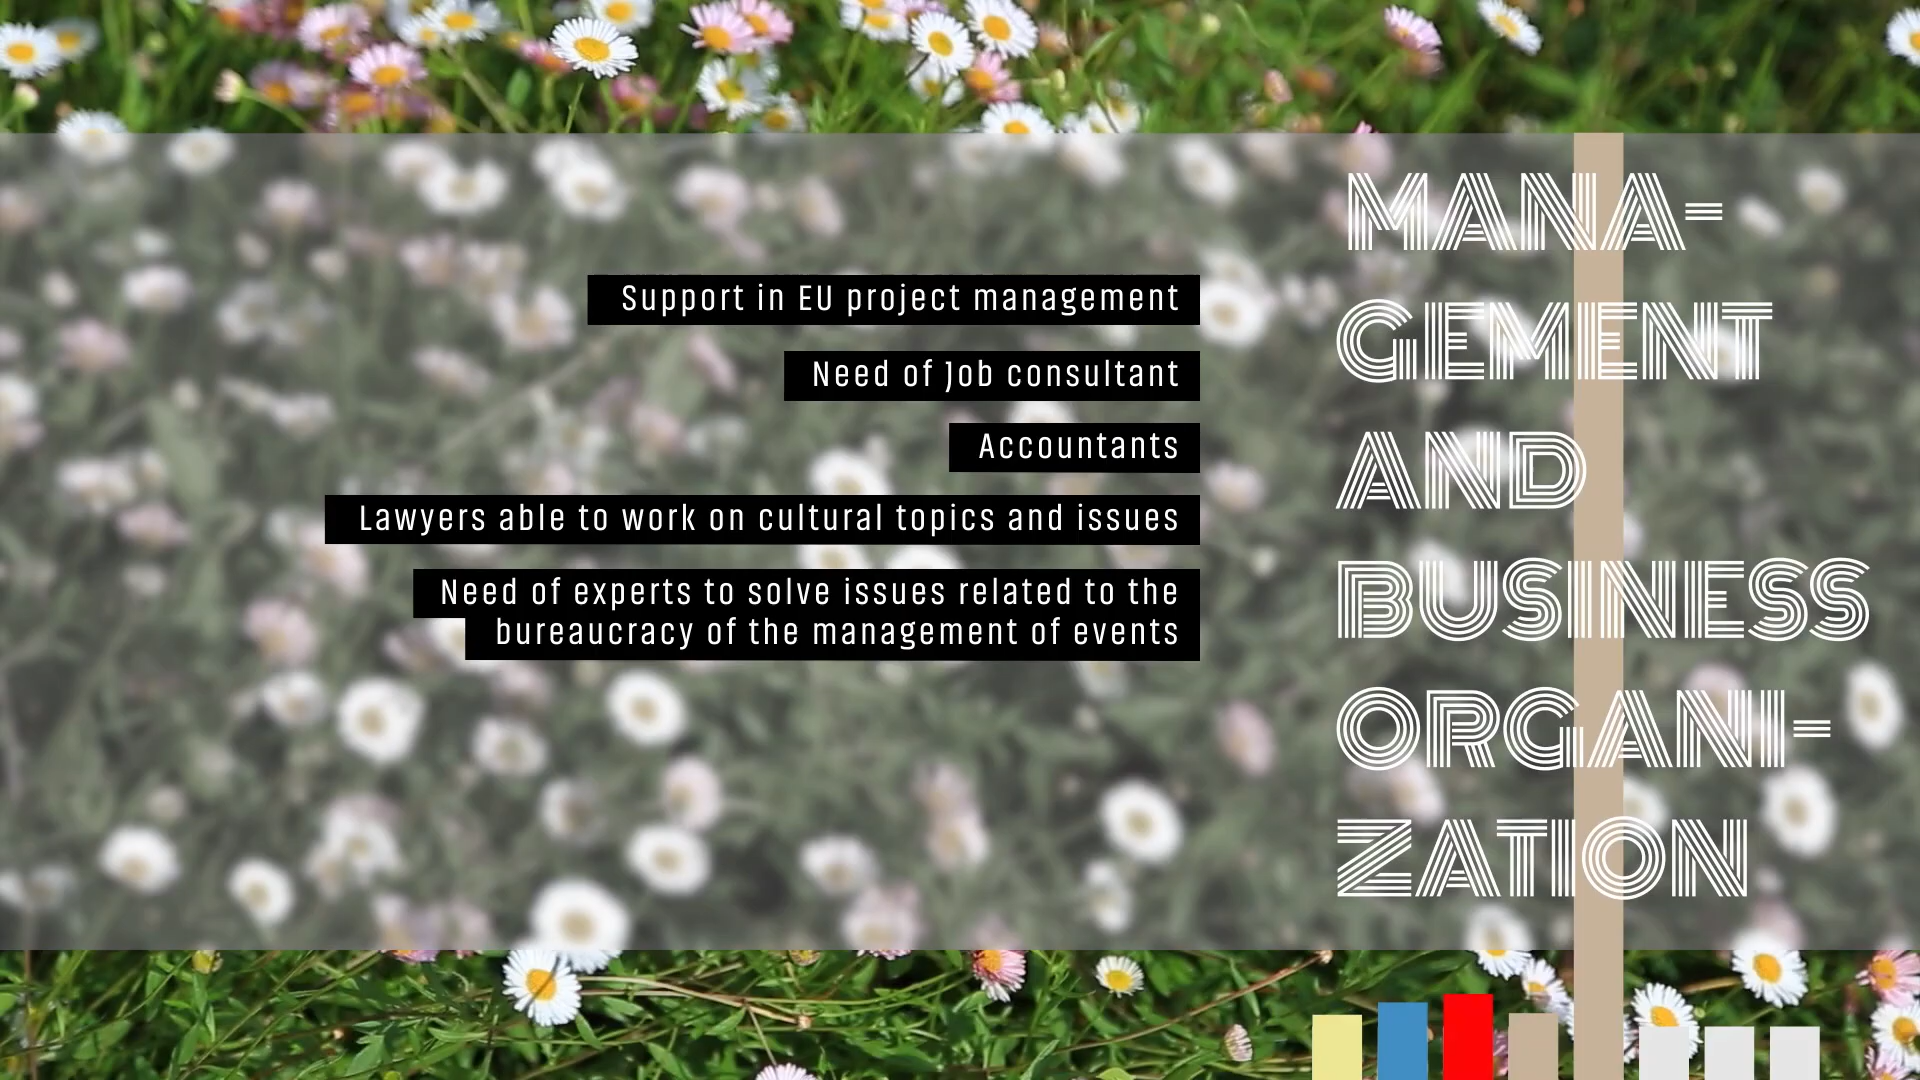 Support in EU project management
Need of Job consultant
Accountants
Lawyers able to work on cultural topics and issues
Need of experts to solve issues related to the
bureaucracy of the management of events
MANA-
GEMENT
AND
BUSINESS
ORGANI-
ZATION